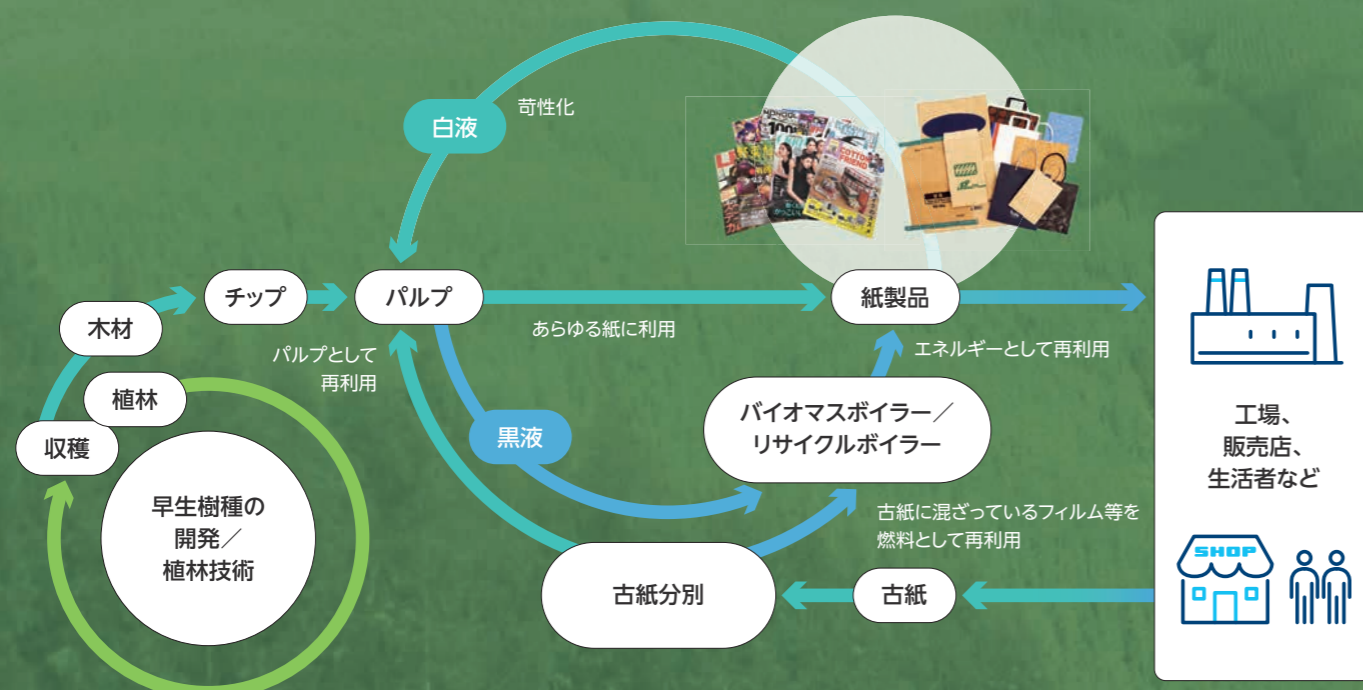 白液
苛性化
COTTON
FRIEND
チップ
パルプ
紙製品
木材
あらゆる紙に利用
エネルギーとして再利用
パルプとして
再利用
植林
収穫
黒液
バイオマスボイラー／
リサイクルボイラー
工場、
販売店、
生活者など
早生樹種の
開発／
植林技術
古紙に混ざっているフィルム等を
燃料として再利用
古紙分別
古紙
SHOP